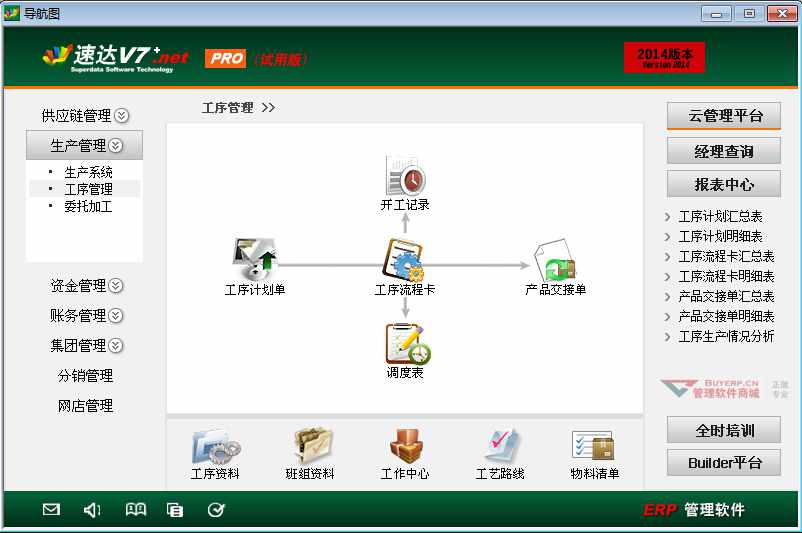 导航图
速达V7+.net
Superdata Software Technology
PRO (试用版)
2014版本
Version 2014
供应链管理
生产管理
生产系统
工序管理
委托加工
资金管理
账务管理
集团管理
分销管理
网店管理
工序管理 >>
开工记录
工序计划单
工序流程卡
产品交接单
调度表
工序资料
班组资料
工作中心
工艺路线
物料清单
云管理平台
经理查询
报表中心
工序计划汇总表
工序计划明细表
工序流程卡汇总表
工序流程卡明细表
产品交接单汇总表
产品交接单明细表
工序生产情况分析
BUYERP.CN
管理软件商城
正版
专业
全时培训
Builder平台
ERP 管理软件